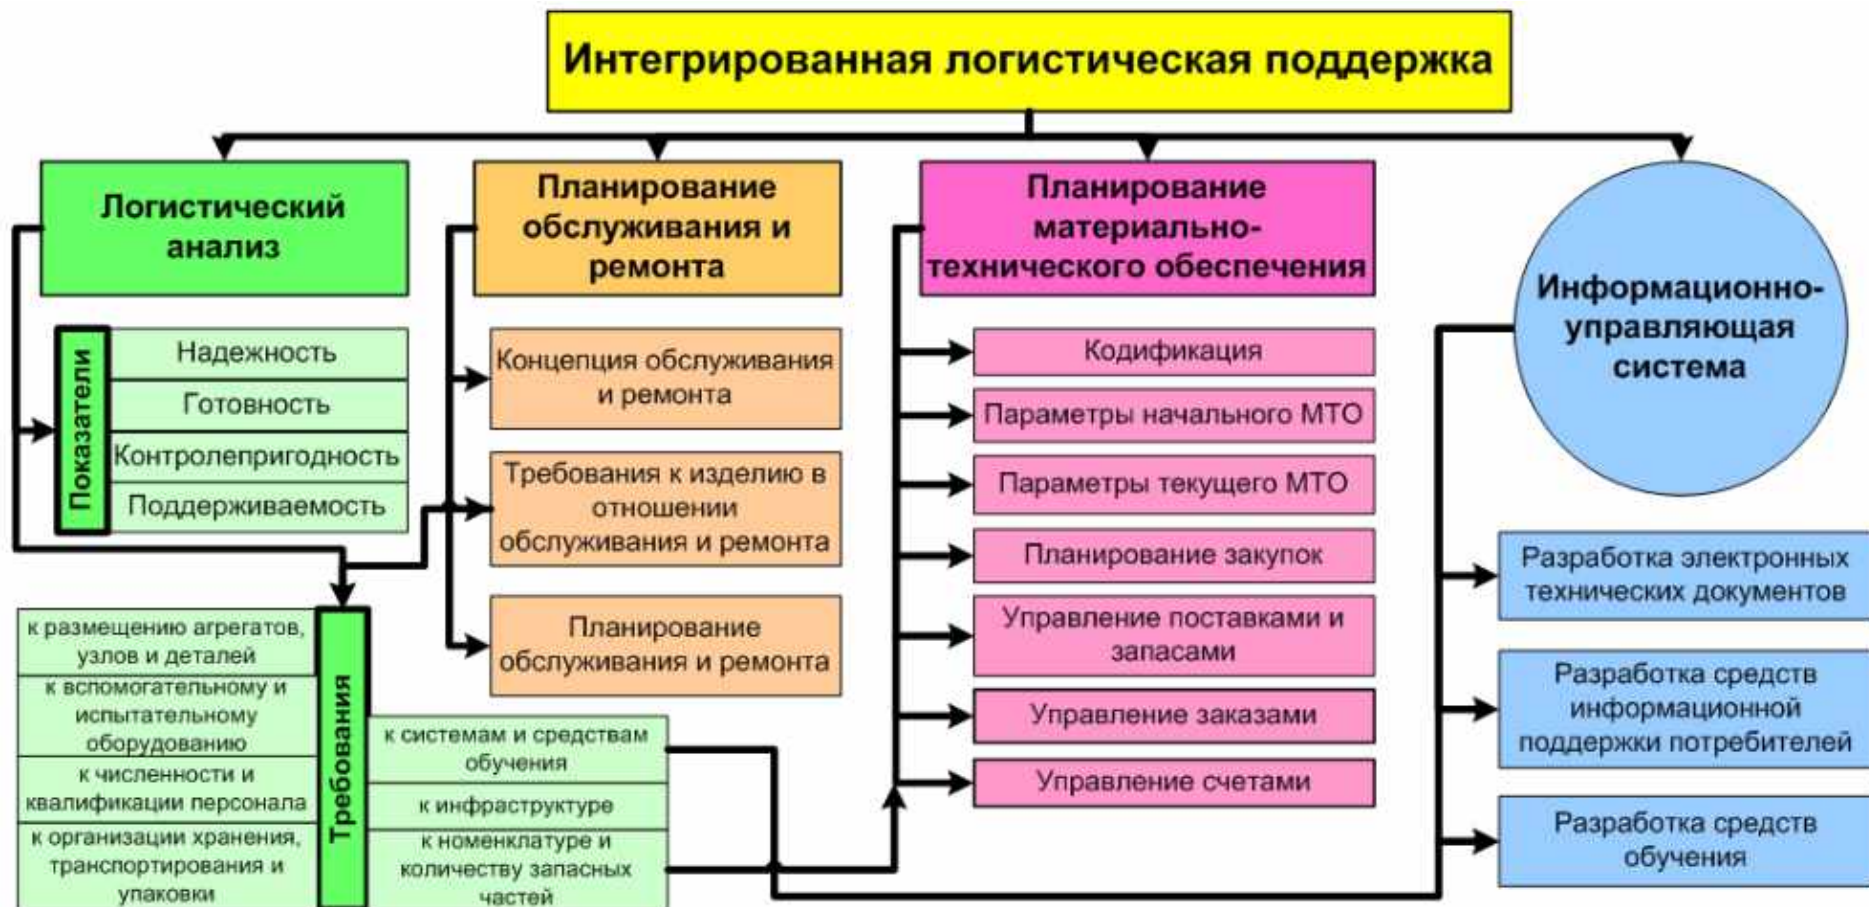 Интегрированная логистическая поддержка
Логистический
анализ
Показатели
Надежность
Готовность
Контролепригодность
Поддерживаемость
Требования
к размещению агрегатов,
узлов и деталей
к вспомогательному и
испытательному
оборудованию
к численности и
квалификации персонала
к организации хранения,
транспортирования и
упаковки
к системам и средствам
обучения
к инфраструктуре
к номенклатуре и
количеству запасных
частей
Планирование
обслуживания и
ремонта
Концепция обслуживания
и ремонта
Требования к изделию в
отношении
обслуживания и ремонта
Планирование
обслуживания и ремонта
Планирование
материально-
технического обеспечения
Кодификация
Параметры начального МТО
Параметры текущего МТО
Планирование закупок
Управление поставками и
запасами
Управление заказами
Управление счетами
Информационно-
управляющая
система
Разработка электронных
технических документов
Разработка средств
информационной
поддержки потребителей
Разработка средств
обучения